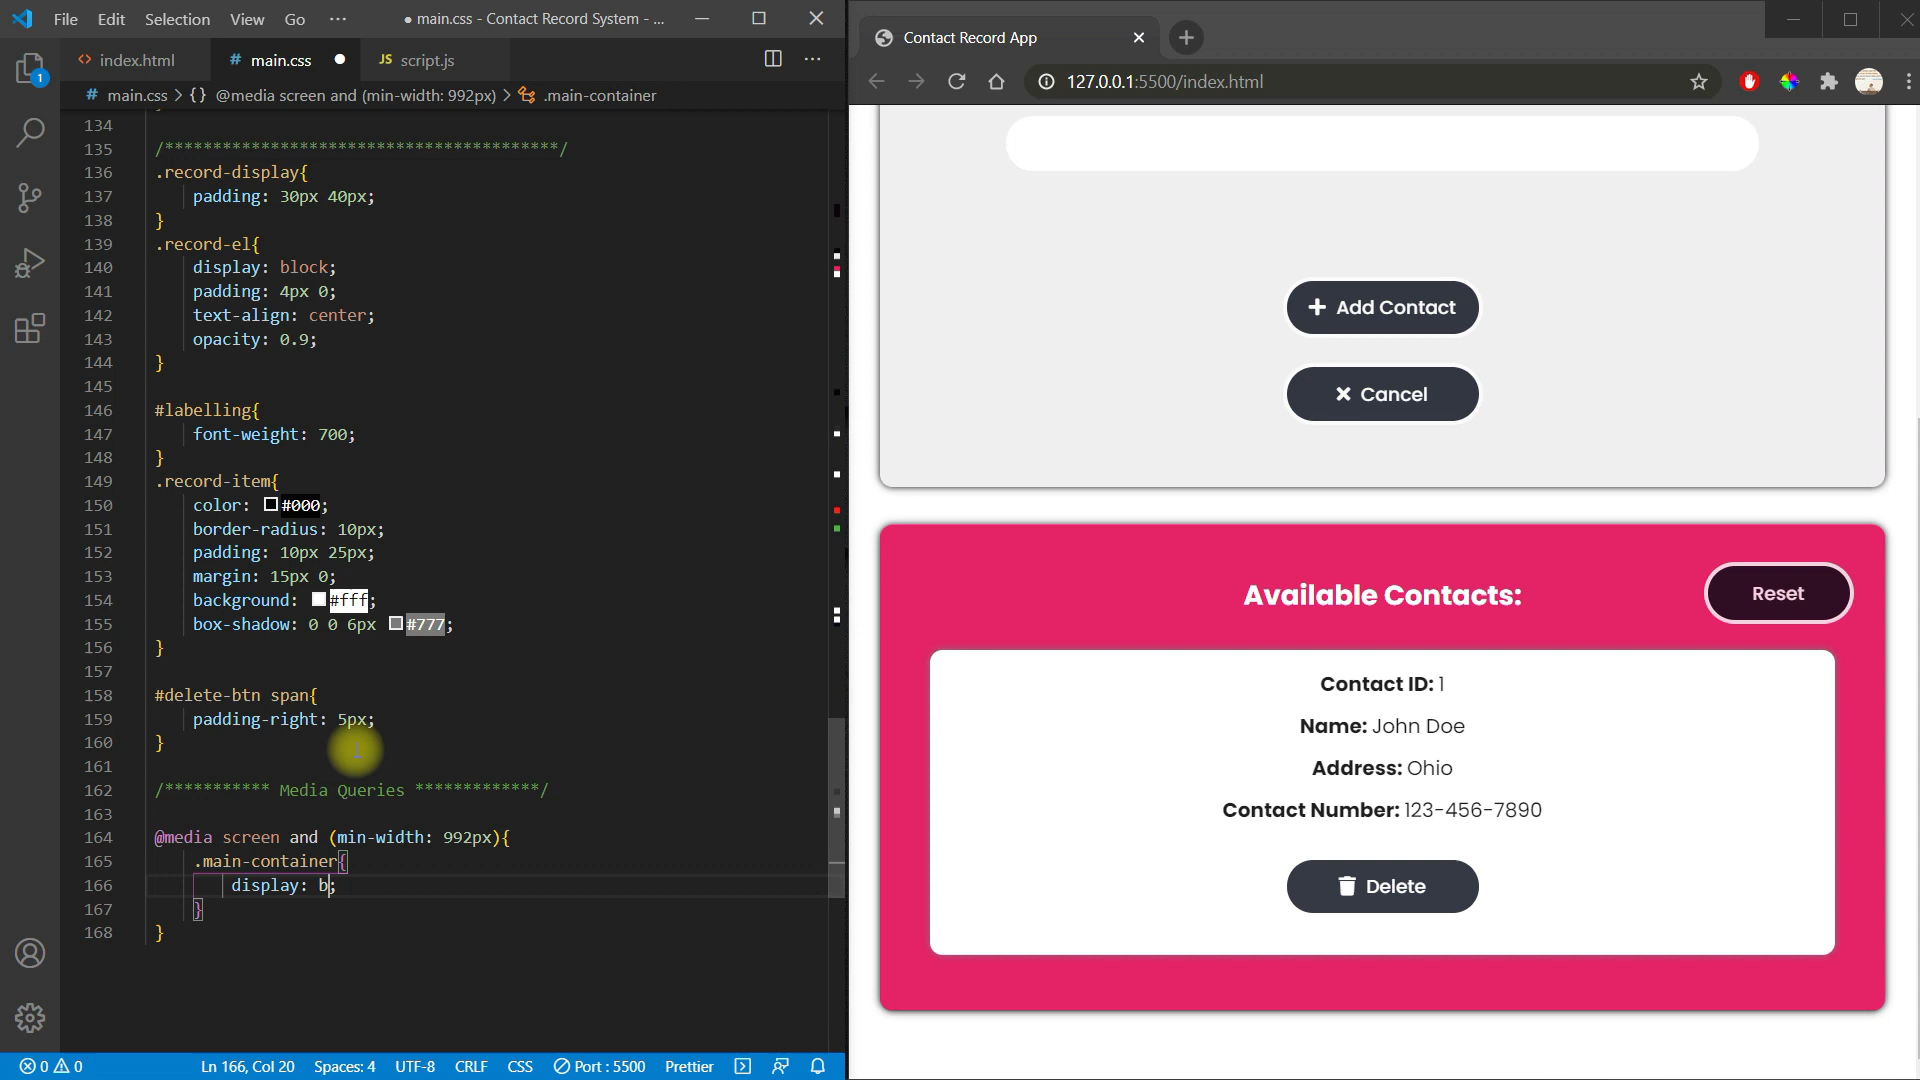 File Edit Selection View Go ··· ● main.css - Contact Record System - ...
<> index.html # main.css ● JS script.js ···
# main.css > {} @media screen and (min-width: 992px) > .main-container
134
135 /*****************************************/
136 .record-display{
137 padding: 30px 40px;
138 }
139 .record-el{
140 display: block;
141 padding: 4px 0;
142 text-align: center;
143 opacity: 0.9;
144 }
145
146 #labelling{
147 font-weight: 700;
148 }
149 .record-item{
150 color: #000;
151 border-radius: 10px;
152 padding: 10px 25px;
153 margin: 15px 0;
154 background: #fff;
155 box-shadow: 0 0 6px #777;
156 }
157
158 #delete-btn span{
159 padding-right: 5px;
160 }
161
162 /*********** Media Queries *************/
163
164 @media screen and (min-width: 992px){
165 .main-container{
166 display: b;
167 }
168 }
1
0 0 Ln 166, Col 20 Spaces: 4 UTF-8 CRLF CSS Port : 5500 Prettier
Contact Record App
127.0.0.1:5500/index.html
Add Contact
Cancel
Available Contacts:
Reset
Contact ID: 1
Name: John Doe
Address: Ohio
Contact Number: 123-456-7890
Delete